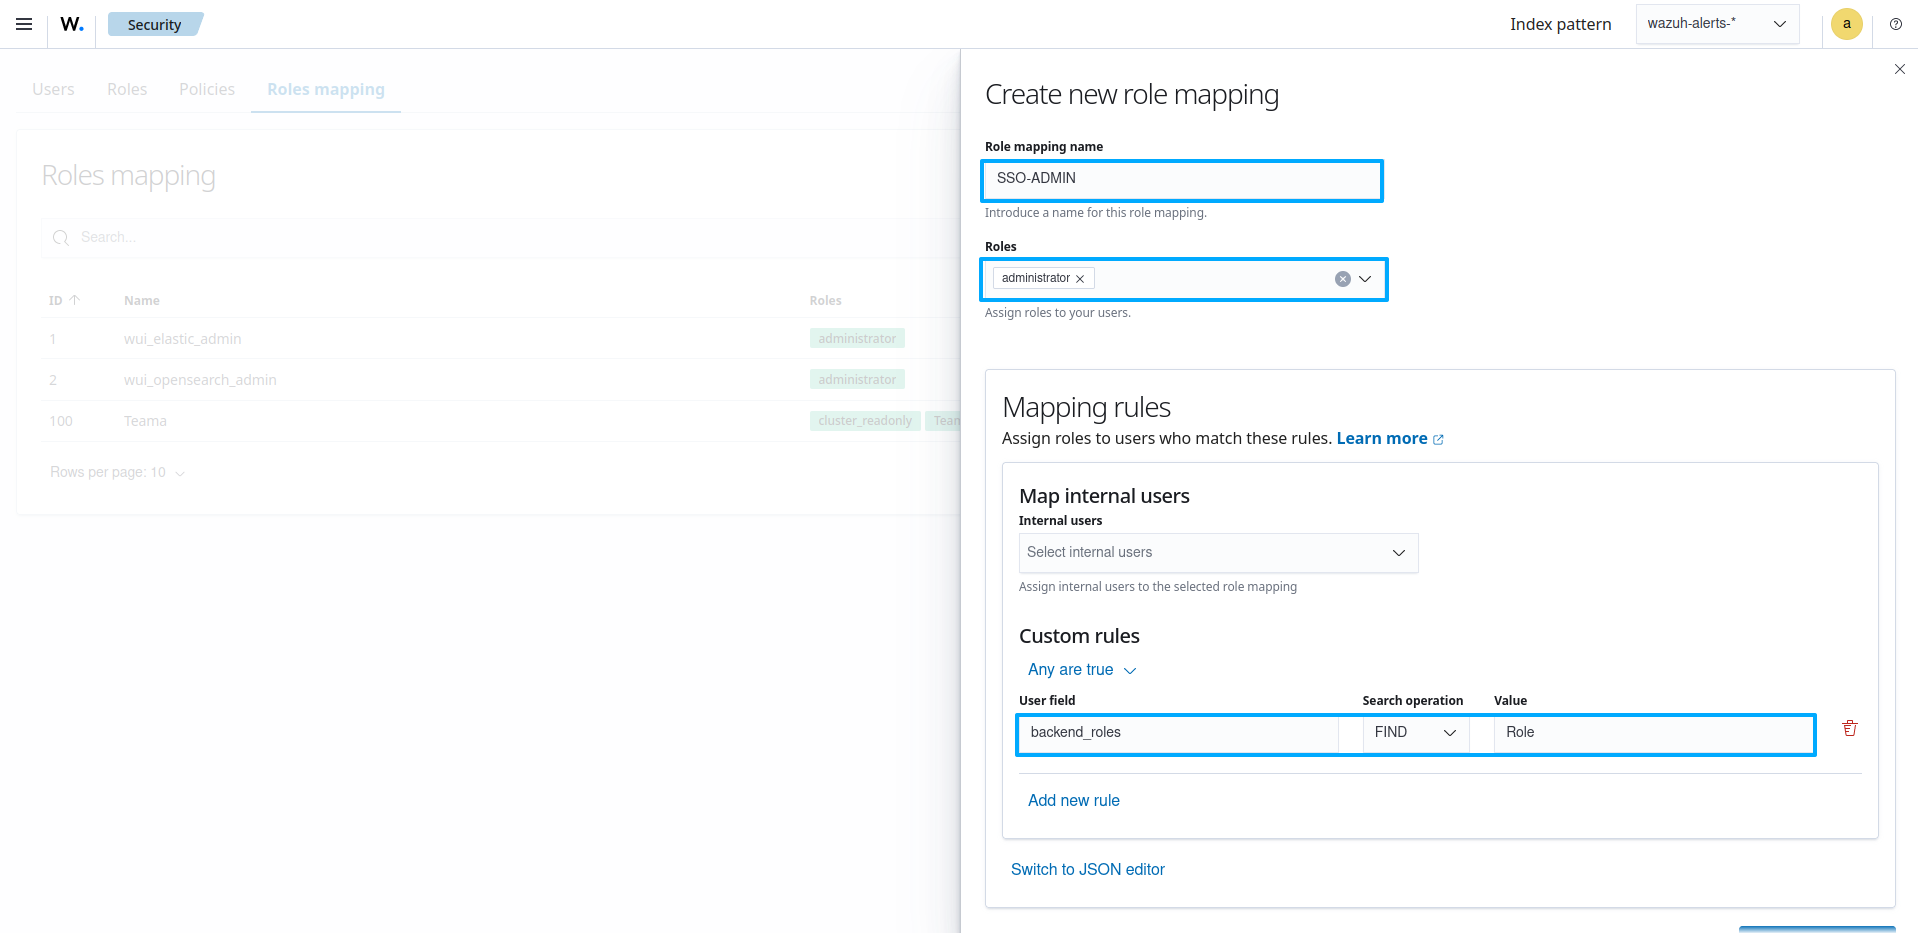 W. Security Index pattern wazuh-alerts-* a
Users Roles Policies Roles mapping
Roles mapping
Search...
ID Name Roles
1 wui_elastic_admin administrator
2 wui_opensearch_admin administrator
100 Teama cluster_readonly
Rows per page: 10
Create new role mapping
Role mapping name
SSO-ADMIN
Introduce a name for this role mapping.
Roles
administrator
Assign roles to your users.
Mapping rules
Assign roles to users who match these rules. Learn more
Map internal users
Internal users
Select internal users
Assign internal users to the selected role mapping
Custom rules
Any are true
User field Search operation Value
backend_roles FIND Role
Add new rule
Switch to JSON editor